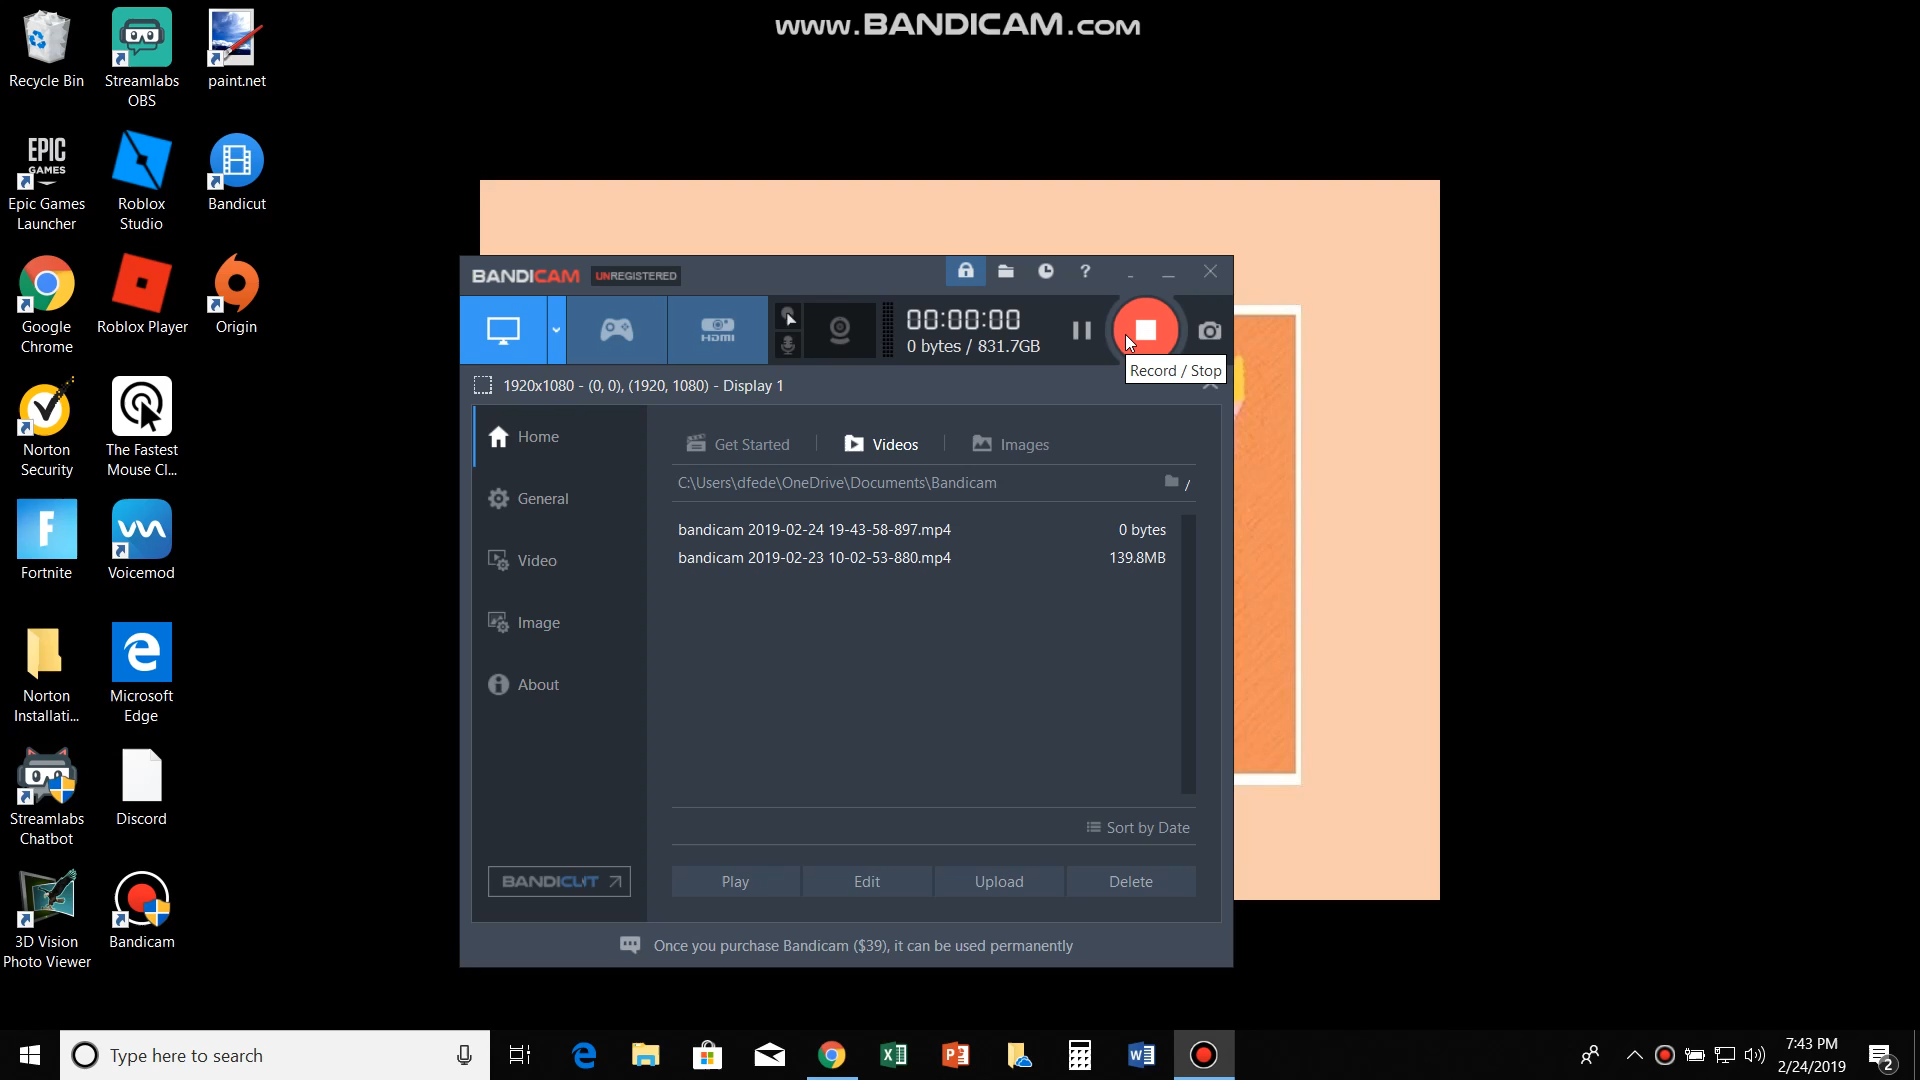 www.BANDICAM.com
Recycle Bin
Streamlabs
OBS
paint.net
EPIC
GAMES
Epic Games
Launcher
Roblox
Studio
Bandicut
Google
Chrome
Roblox Player
Origin
Norton
Security
The Fastest
Mouse Cl...
Fortnite
Voicemod
Norton
Installati...
Microsoft
Edge
Streamlabs
Chatbot
Discord
3D Vision
Photo Viewer
Bandicam
BANDICAM UNREGISTERED
?
HDMI
00:00:00
0 bytes / 831.7GB
Record / Stop
1920x1080 - (0, 0), (1920, 1080) - Display 1
Home
General
Video
Image
About
BANDICUT
Get Started
Videos
Images
C:\Users\dfede\OneDrive\Documents\Bandicam
bandicam 2019-02-24 19-43-58-897.mp4 0 bytes
bandicam 2019-02-23 10-02-53-880.mp4 139.8MB
Sort by Date
Play Edit Upload Delete
Once you purchase Bandicam ($39), it can be used permanently
Type here to search
7:43 PM
2/24/2019
2